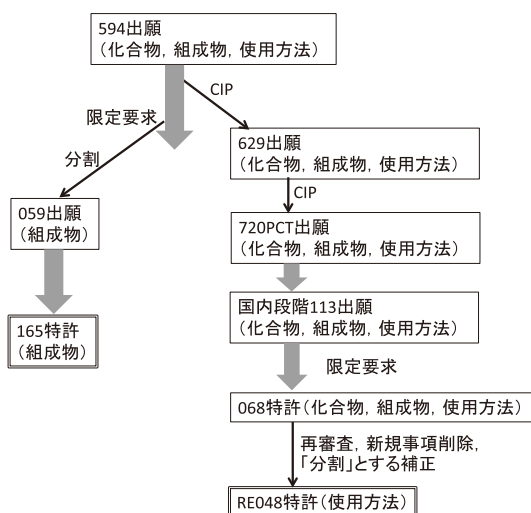 594出願
(化合物, 組成物, 使用方法)
CIP
限定要求
分割
629出願
(化合物, 組成物, 使用方法)
CIP
059出願
(組成物)
720PCT出願
(化合物, 組成物, 使用方法)
165特許
(組成物)
国内段階113出願
(化合物, 組成物, 使用方法)
限定要求
068特許(化合物, 組成物, 使用方法)
再審査, 新規事項削除,
「分割」とする補正
RE048特許(使用方法)